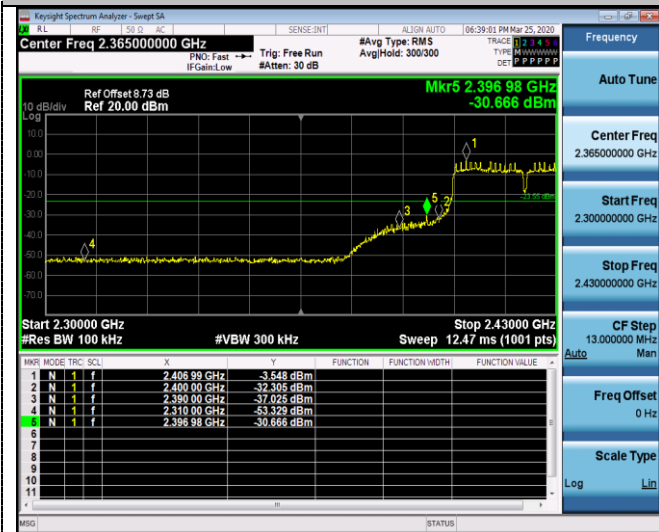 Keysight Spectrum Analyzer - Swept SA
RL RF 50 Ω AC SENSE:INT ALIGN AUTO 06:39:01 PM Mar 25, 2020
Center Freq 2.365000000 GHz
PNO: Fast
IFGain:Low
Trig: Free Run
#Atten: 30 dB
#Avg Type: RMS
Avg|Hold: 300/300
TRACE 1 2 3 4 5 6
TYPE M W W W W W
DET P P P P P P
Ref Offset 8.73 dB
10 dB/div Ref 20.00 dBm
Log
Mkr5 2.396 98 GHz
-30.666 dBm
10.0
0.00
-10.0
-20.0
-30.0
-40.0
-50.0
-60.0
-70.0
1
2
3
4
5
-23.55 dBm
Start 2.30000 GHz Stop 2.43000 GHz
#Res BW 100 kHz #VBW 300 kHz Sweep 12.47 ms (1001 pts)
MKR MODE TRC SCL X Y FUNCTION FUNCTION WIDTH FUNCTION VALUE
1 N 1 f 2.406 99 GHz -3.548 dBm
2 N 1 f 2.400 00 GHz -32.305 dBm
3 N 1 f 2.390 00 GHz -37.025 dBm
4 N 1 f 2.310 00 GHz -53.329 dBm
5 N 1 f 2.396 98 GHz -30.666 dBm
6
7
8
9
10
11
MSG STATUS
Frequency
Auto Tune
Center Freq
2.365000000 GHz
Start Freq
2.300000000 GHz
Stop Freq
2.430000000 GHz
CF Step
13.000000 MHz
Auto Man
Freq Offset
0 Hz
Scale Type
Log Lin